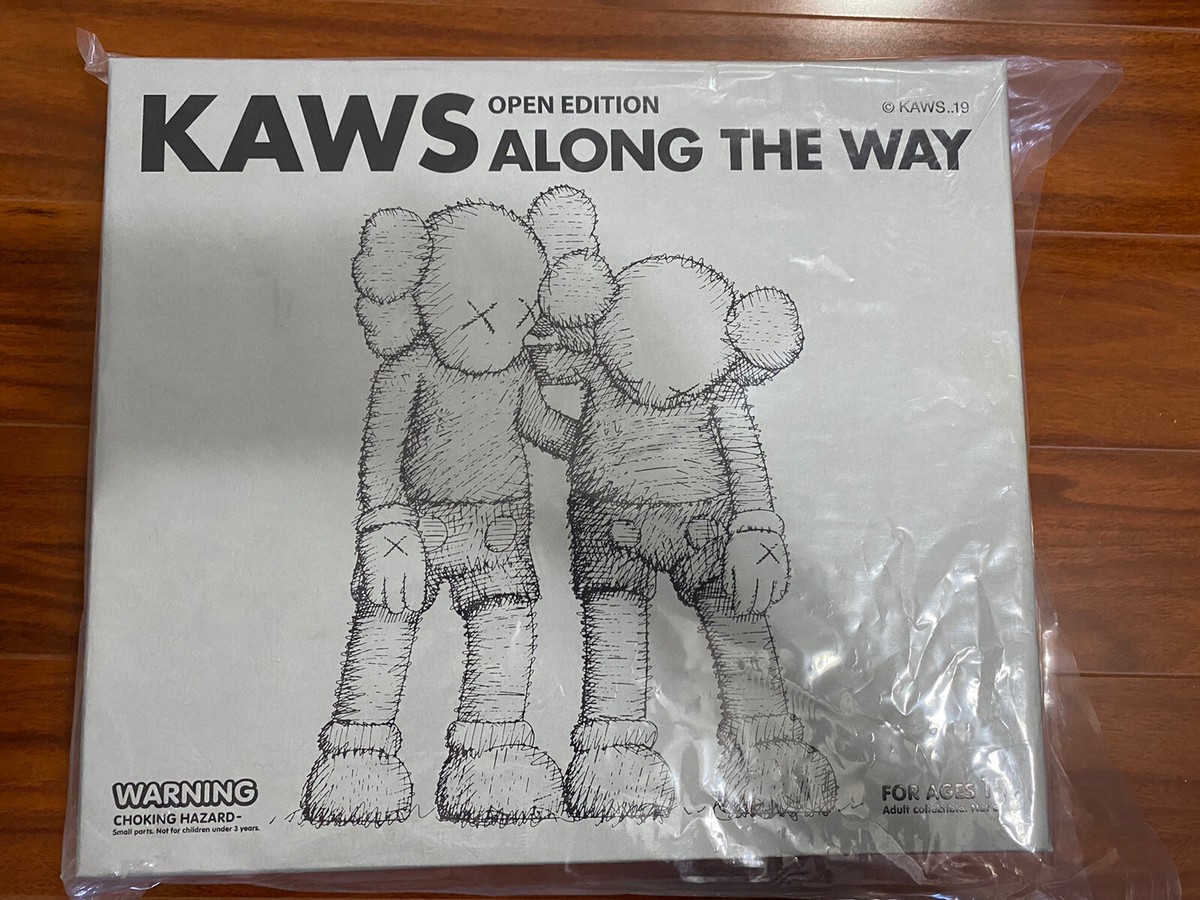 KAWS OPEN EDITION
© KAWS..19
ALONG THE WAY
WARNING
CHOKING HAZARD-
Small parts. Not for children under 3 years.
FOR AGES
Adult collectible.